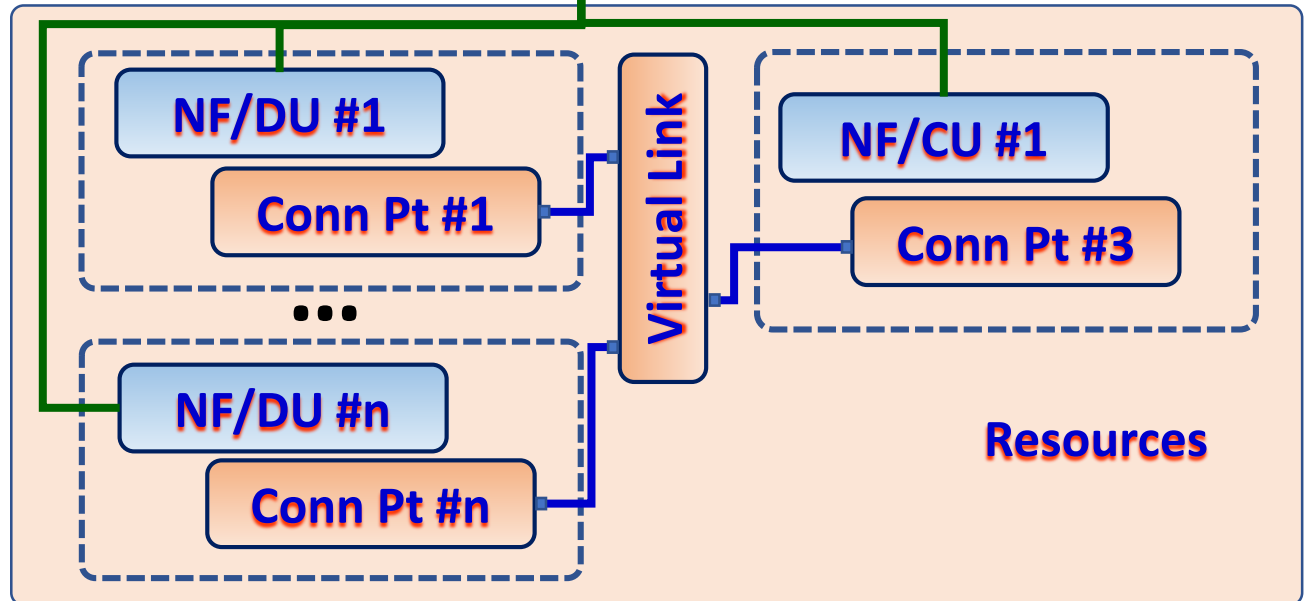 NF/DU #1
Conn Pt #1
...
NF/DU #n
Conn Pt #n
Virtual Link
NF/CU #1
Conn Pt #3
Resources